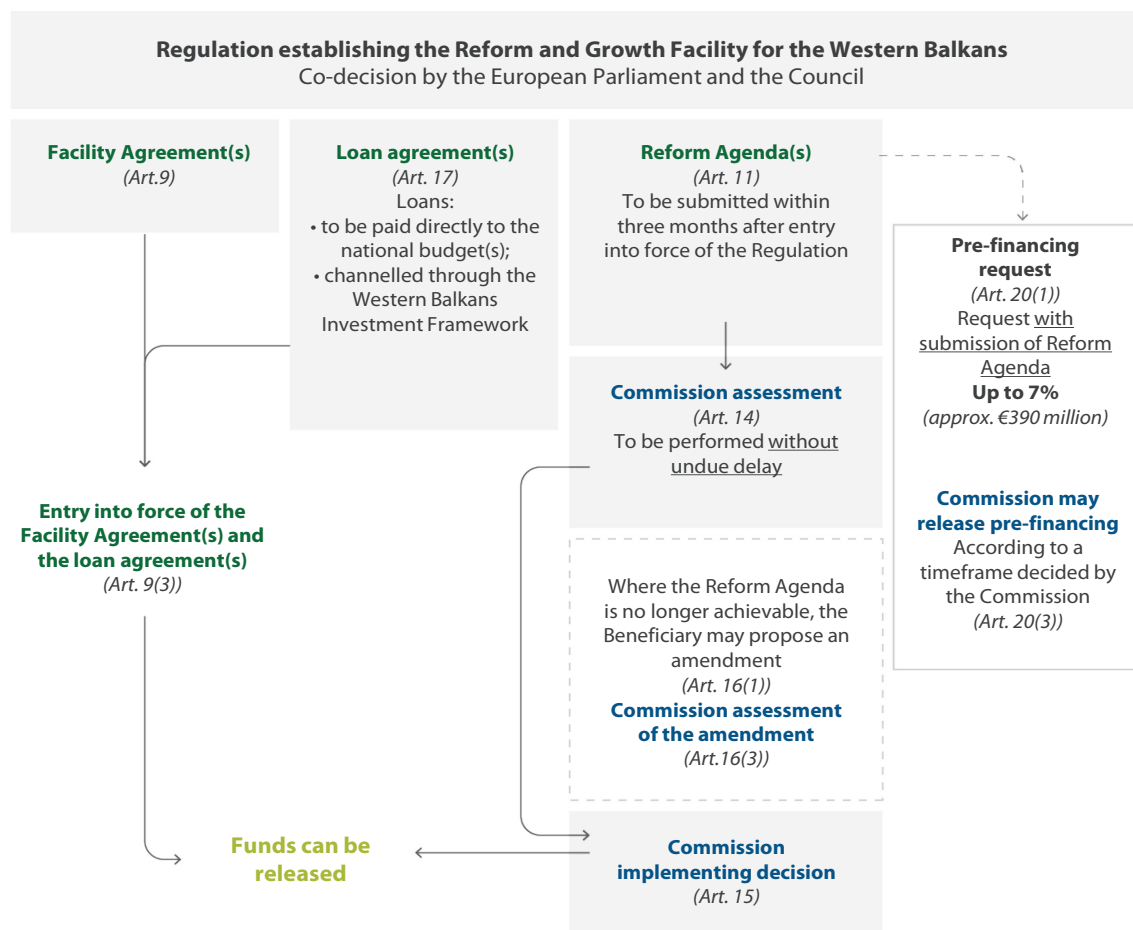 Regulation establishing the Reform and Growth Facility for the Western Balkans
Co-decision by the European Parliament and the Council
Facility Agreement(s)
(Art.9)
Loan agreement(s)
(Art. 17)
Loans:
• to be paid directly to the
national budget(s);
• channelled through the
Western Balkans
Investment Framework
Reform Agenda(s)
(Art. 11)
To be submitted within
three months after entry
into force of the Regulation
Pre-financing
request
(Art. 20(1))
Request with
submission of Reform
Agenda
Up to 7%
(approx. €390 million)
Commission may
release pre-financing
According to a
timeframe decided by
the Commission
(Art. 20(3))
Commission assessment
(Art. 14)
To be performed without
undue delay
Entry into force of the
Facility Agreement(s) and
the loan agreement(s)
(Art. 9(3))
Where the Reform Agenda
is no longer achievable, the
Beneficiary may propose an
amendment
(Art. 16(1))
Commission assessment
of the amendment
(Art.16(3))
Funds can be
released
Commission
implementing decision
(Art. 15)